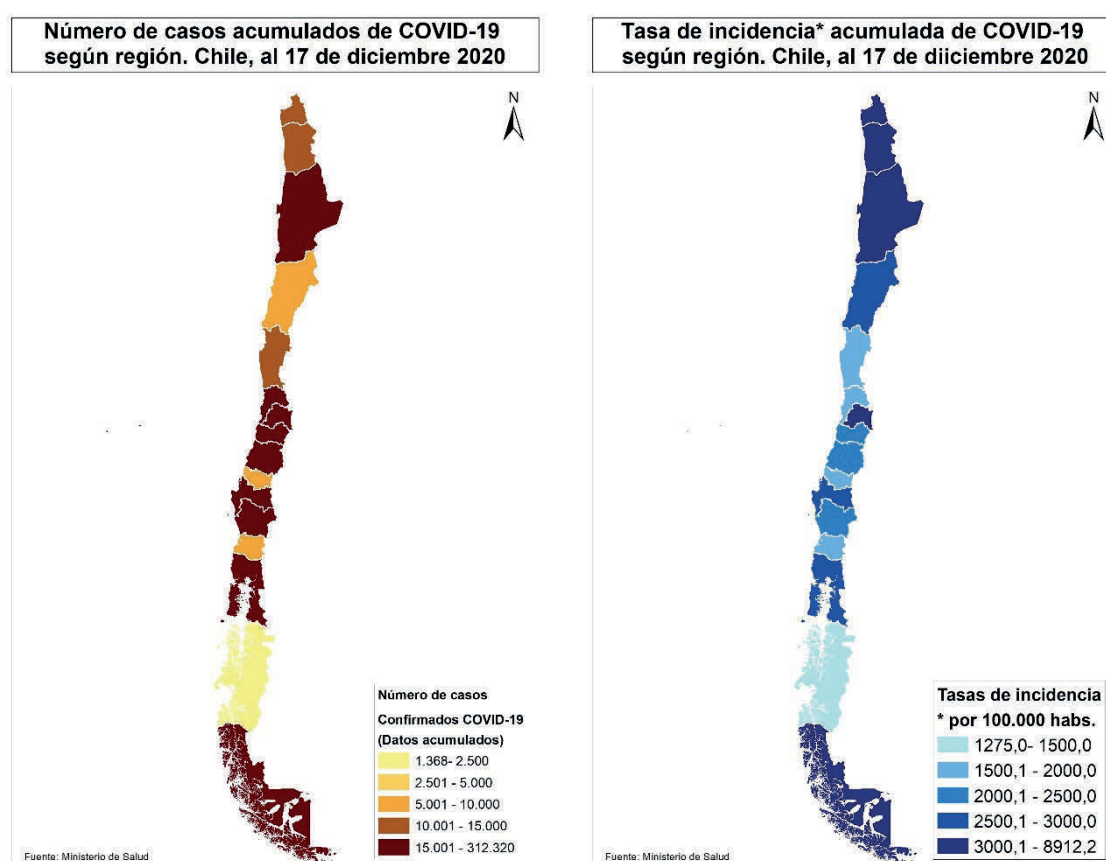 Número de casos acumulados de COVID-19
según región. Chile, al 17 de diciembre 2020
N
Número de casos
Confirmados COVID-19
(Datos acumulados)
1.368- 2.500
2.501 - 5.000
5.001 - 10.000
10.001 - 15.000
15.001 - 312.320
Fuente: Ministerio de Salud
Tasa de incidencia* acumulada de COVID-19
según región. Chile, al 17 de diiciembre 2020
N
Tasas de incidencia
* por 100.000 habs.
1275,0- 1500,0
1500,1 - 2000,0
2000,1 - 2500,0
2500,1 - 3000,0
3000,1 - 8912,2
Fuente: Ministerio de Salud